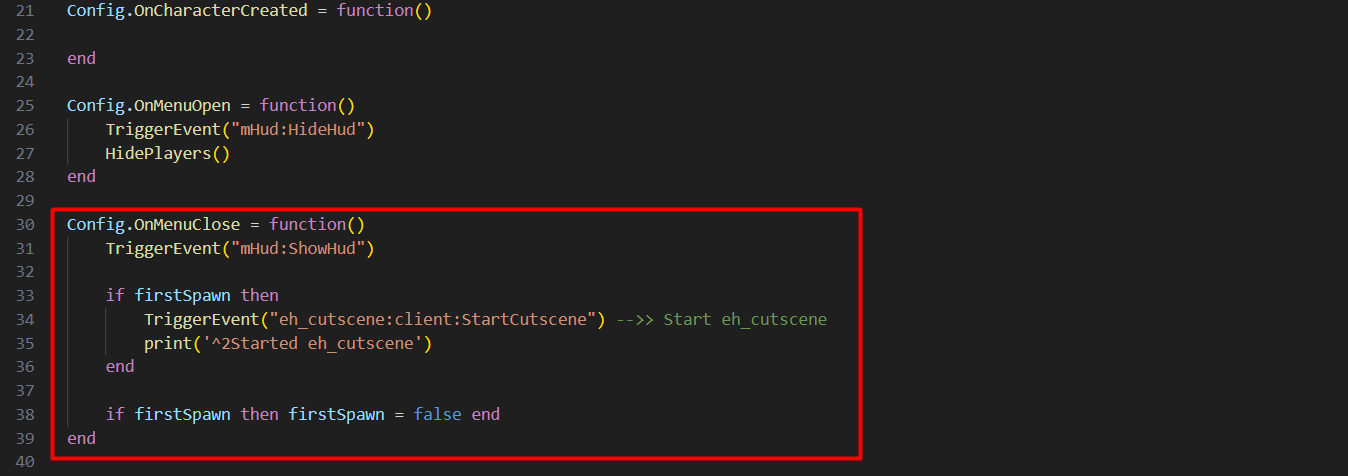 21 Config.OnCharacterCreated = function()
22
23 end
24
25 Config.OnMenuOpen = function()
26     TriggerEvent("mHud:HideHud")
27     HidePlayers()
28 end
29
30 Config.OnMenuClose = function()
31     TriggerEvent("mHud:ShowHud")
32
33     if firstSpawn then
34         TriggerEvent("eh_cutscene:client:StartCutscene") -->> Start eh_cutscene
35         print('^2Started eh_cutscene')
36     end
37
38     if firstSpawn then firstSpawn = false end
39 end
40